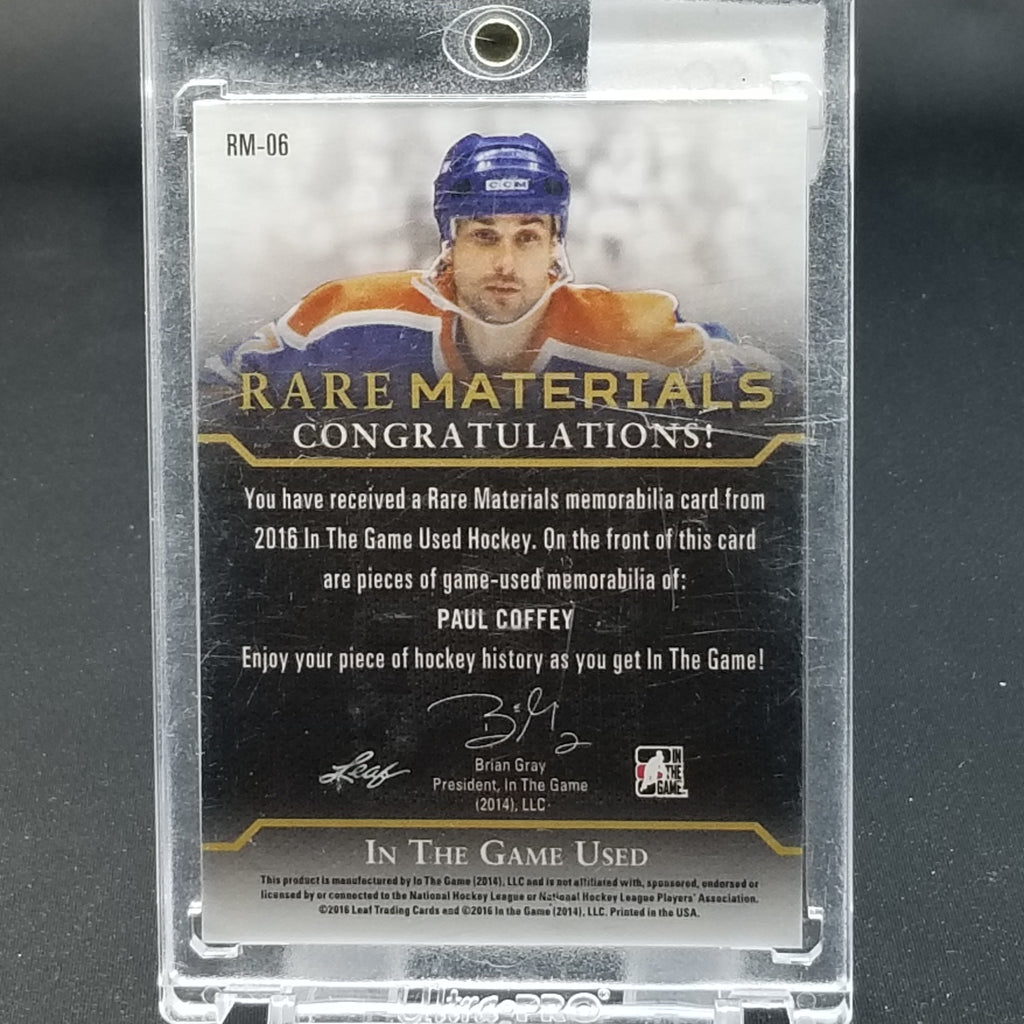 RM-06
CCM
RARE MATERIALS
CONGRATULATIONS!
You have received a Rare Materials memorabilia card from
2016 In The Game Used Hockey. On the front of this card
are pieces of game-used memorabilia of:
PAUL COFFEY
Enjoy your piece of hockey history as you get In The Game!
Leaf
Brian Gray
President, In The Game
(2014), LLC
IN
THE
GAME
IN THE GAME USED
This product is manufactured by In The Game (2014), LLC and is not affiliated with, sponsored, endorsed or
licensed by or connected to the National Hockey League or National Hockey League Players' Association.
©2016 Leaf Trading Cards and ©2016 In the Game (2014), LLC. Printed in the USA.
Ultra PRO